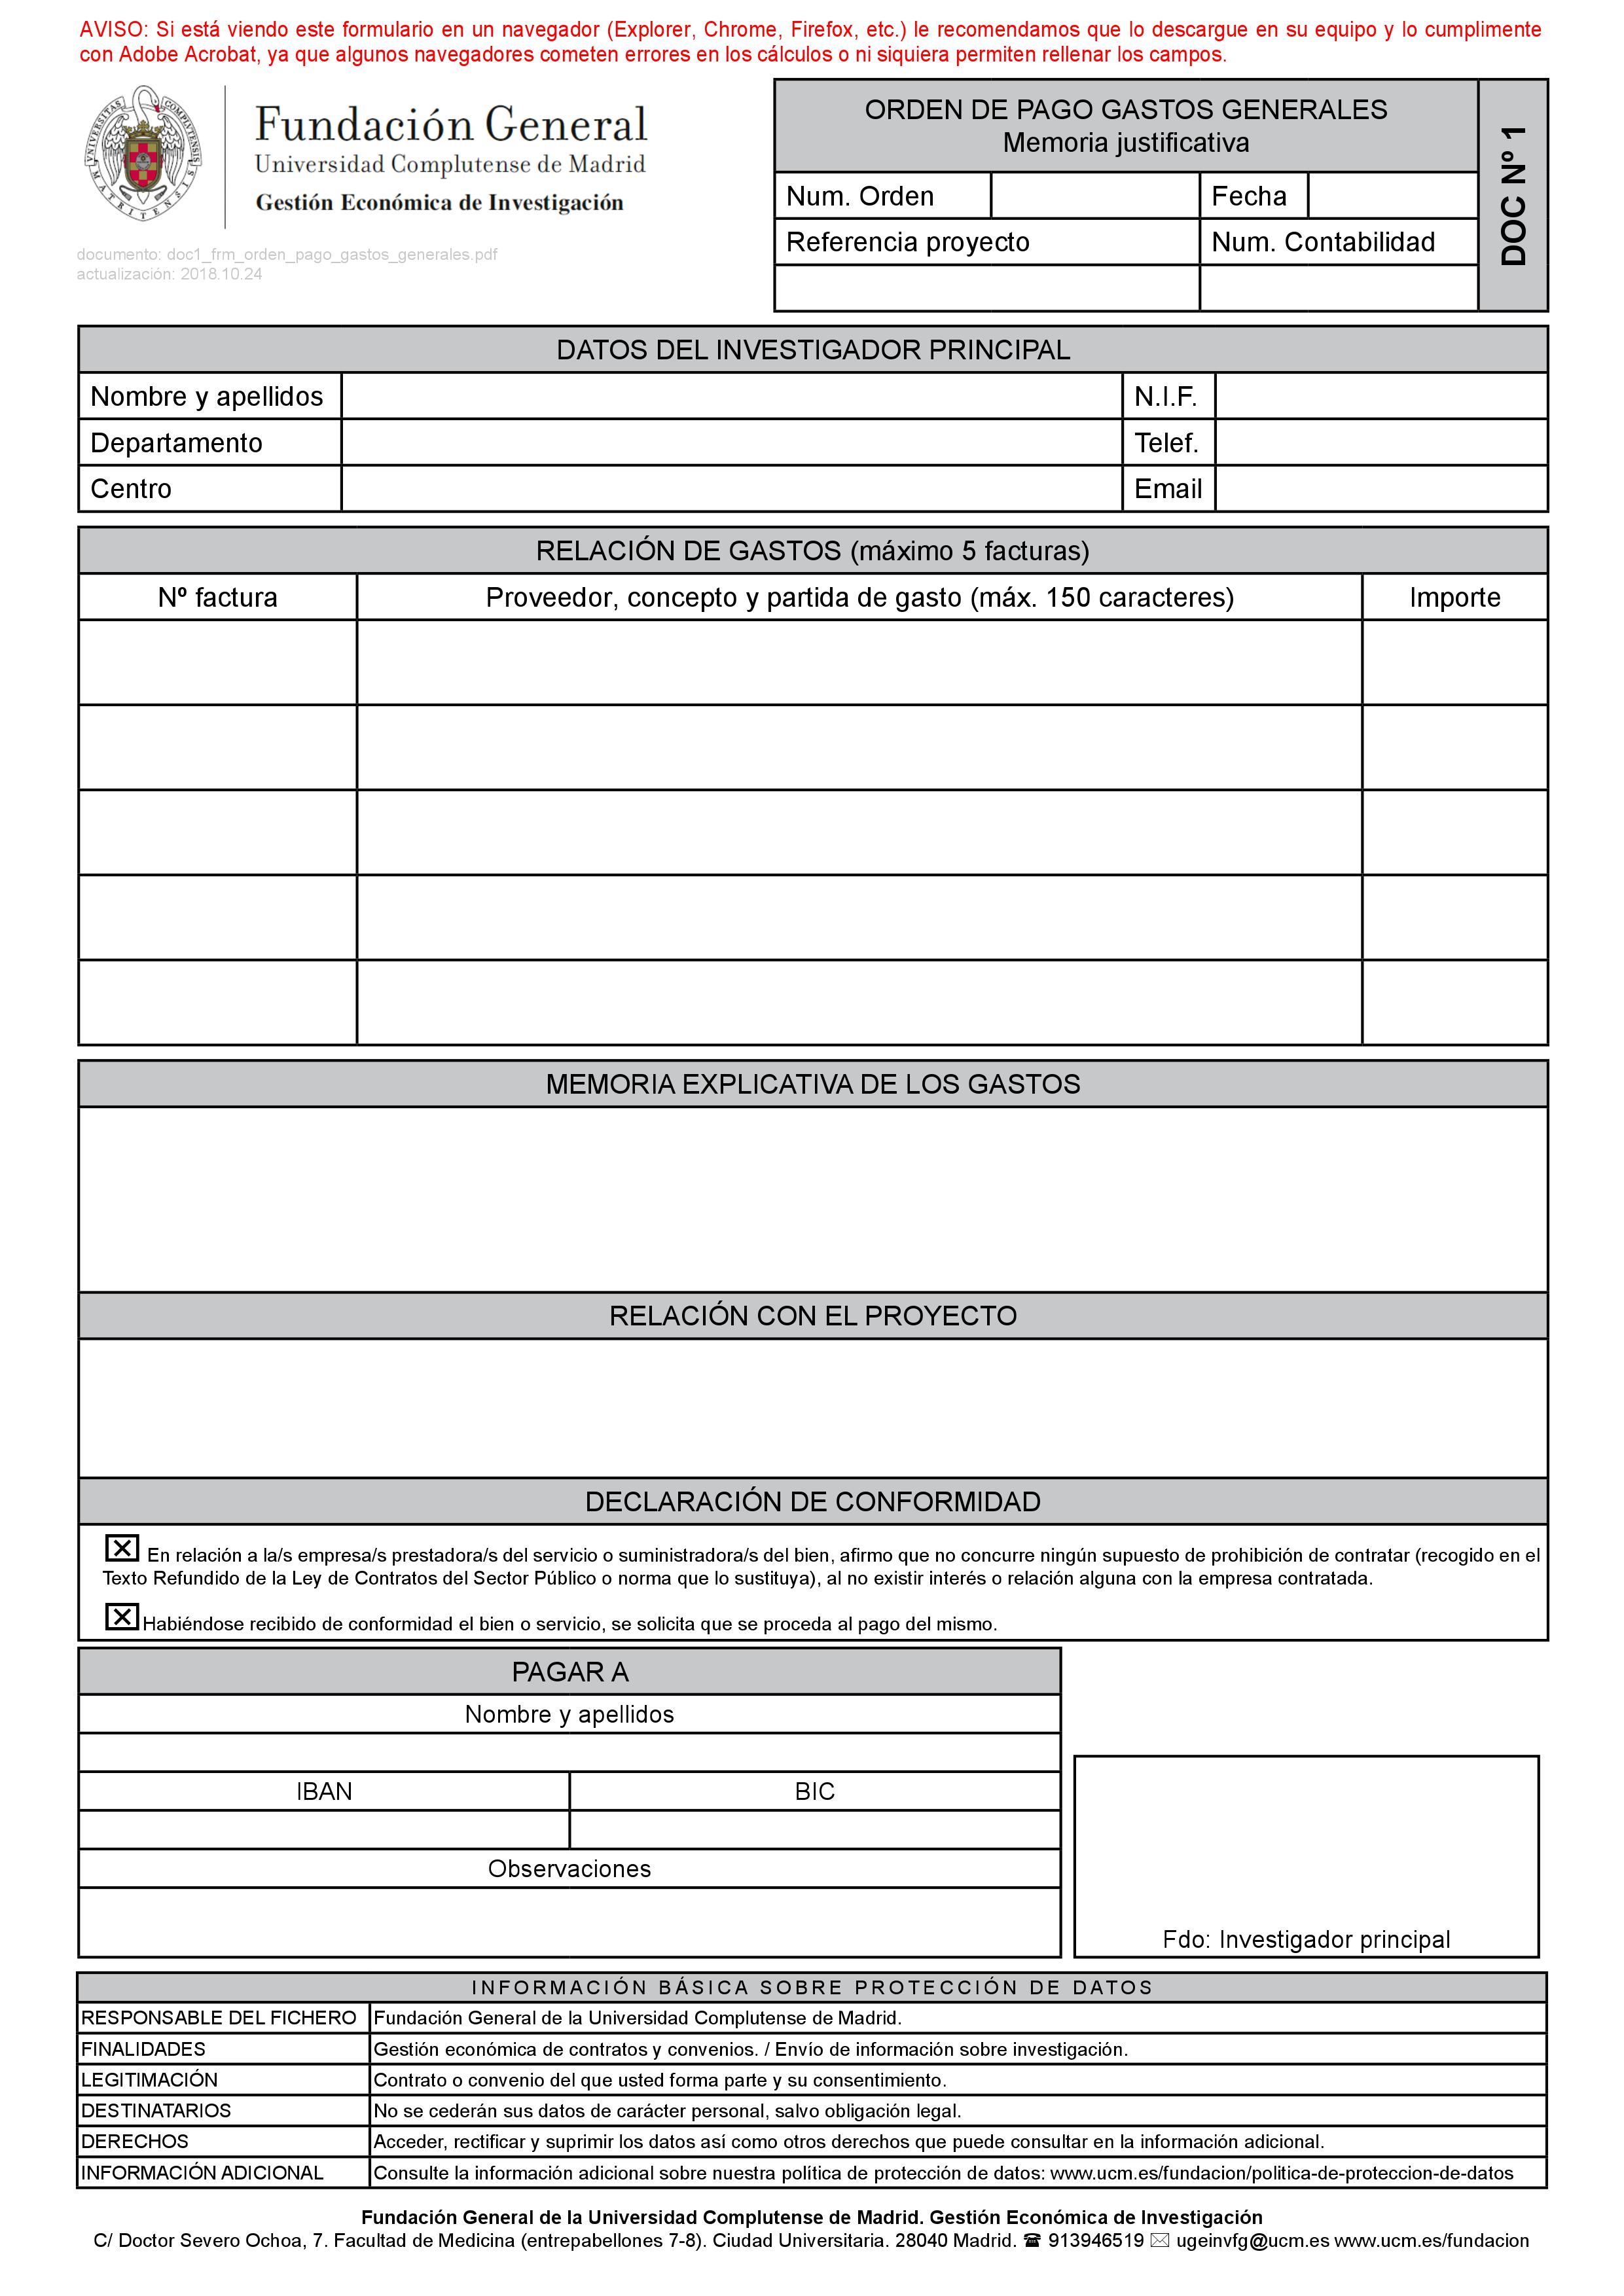 AVISO: Si está viendo este formulario en un navegador (Explorer, Chrome, Firefox, etc.) le recomendamos que lo descargue en su equipo y lo cumplimente
con Adobe Acrobat, ya que algunos navegadores cometen errores en los cálculos o ni siquiera permiten rellenar los campos.
UNIVERSITAS COMPLUTENSIS
MATRITENSIS
Fundación General
Universidad Complutense de Madrid
Gestión Económica de Investigación
documento: doc1_frm_orden_pago_gastos_generales.pdf
actualización: 2018.10.24
ORDEN DE PAGO GASTOS GENERALES
Memoria justificativa
Num. Orden Fecha
Referencia proyecto Num. Contabilidad
DOC Nº 1
DATOS DEL INVESTIGADOR PRINCIPAL
Nombre y apellidos N.I.F.
Departamento Telef.
Centro Email
RELACIÓN DE GASTOS (máximo 5 facturas)
Nº factura Proveedor, concepto y partida de gasto (máx. 150 caracteres) Importe
MEMORIA EXPLICATIVA DE LOS GASTOS
RELACIÓN CON EL PROYECTO
DECLARACIÓN DE CONFORMIDAD
☒ En relación a la/s empresa/s prestadora/s del servicio o suministradora/s del bien, afirmo que no concurre ningún supuesto de prohibición de contratar (recogido en el
Texto Refundido de la Ley de Contratos del Sector Público o norma que lo sustituya), al no existir interés o relación alguna con la empresa contratada.
☒ Habiéndose recibido de conformidad el bien o servicio, se solicita que se proceda al pago del mismo.
PAGAR A
Nombre y apellidos
IBAN BIC
Observaciones
Fdo: Investigador principal
INFORMACIÓN BÁSICA SOBRE PROTECCIÓN DE DATOS
RESPONSABLE DEL FICHERO Fundación General de la Universidad Complutense de Madrid.
FINALIDADES Gestión económica de contratos y convenios. / Envío de información sobre investigación.
LEGITIMACIÓN Contrato o convenio del que usted forma parte y su consentimiento.
DESTINATARIOS No se cederán sus datos de carácter personal, salvo obligación legal.
DERECHOS Acceder, rectificar y suprimir los datos así como otros derechos que puede consultar en la información adicional.
INFORMACIÓN ADICIONAL Consulte la información adicional sobre nuestra política de protección de datos: www.ucm.es/fundacion/politica-de-proteccion-de-datos
Fundación General de la Universidad Complutense de Madrid. Gestión Económica de Investigación
C/ Doctor Severo Ochoa, 7. Facultad de Medicina (entrepabellones 7-8). Ciudad Universitaria. 28040 Madrid. ☎ 913946519 ✉ ugeinvfg@ucm.es www.ucm.es/fundacion